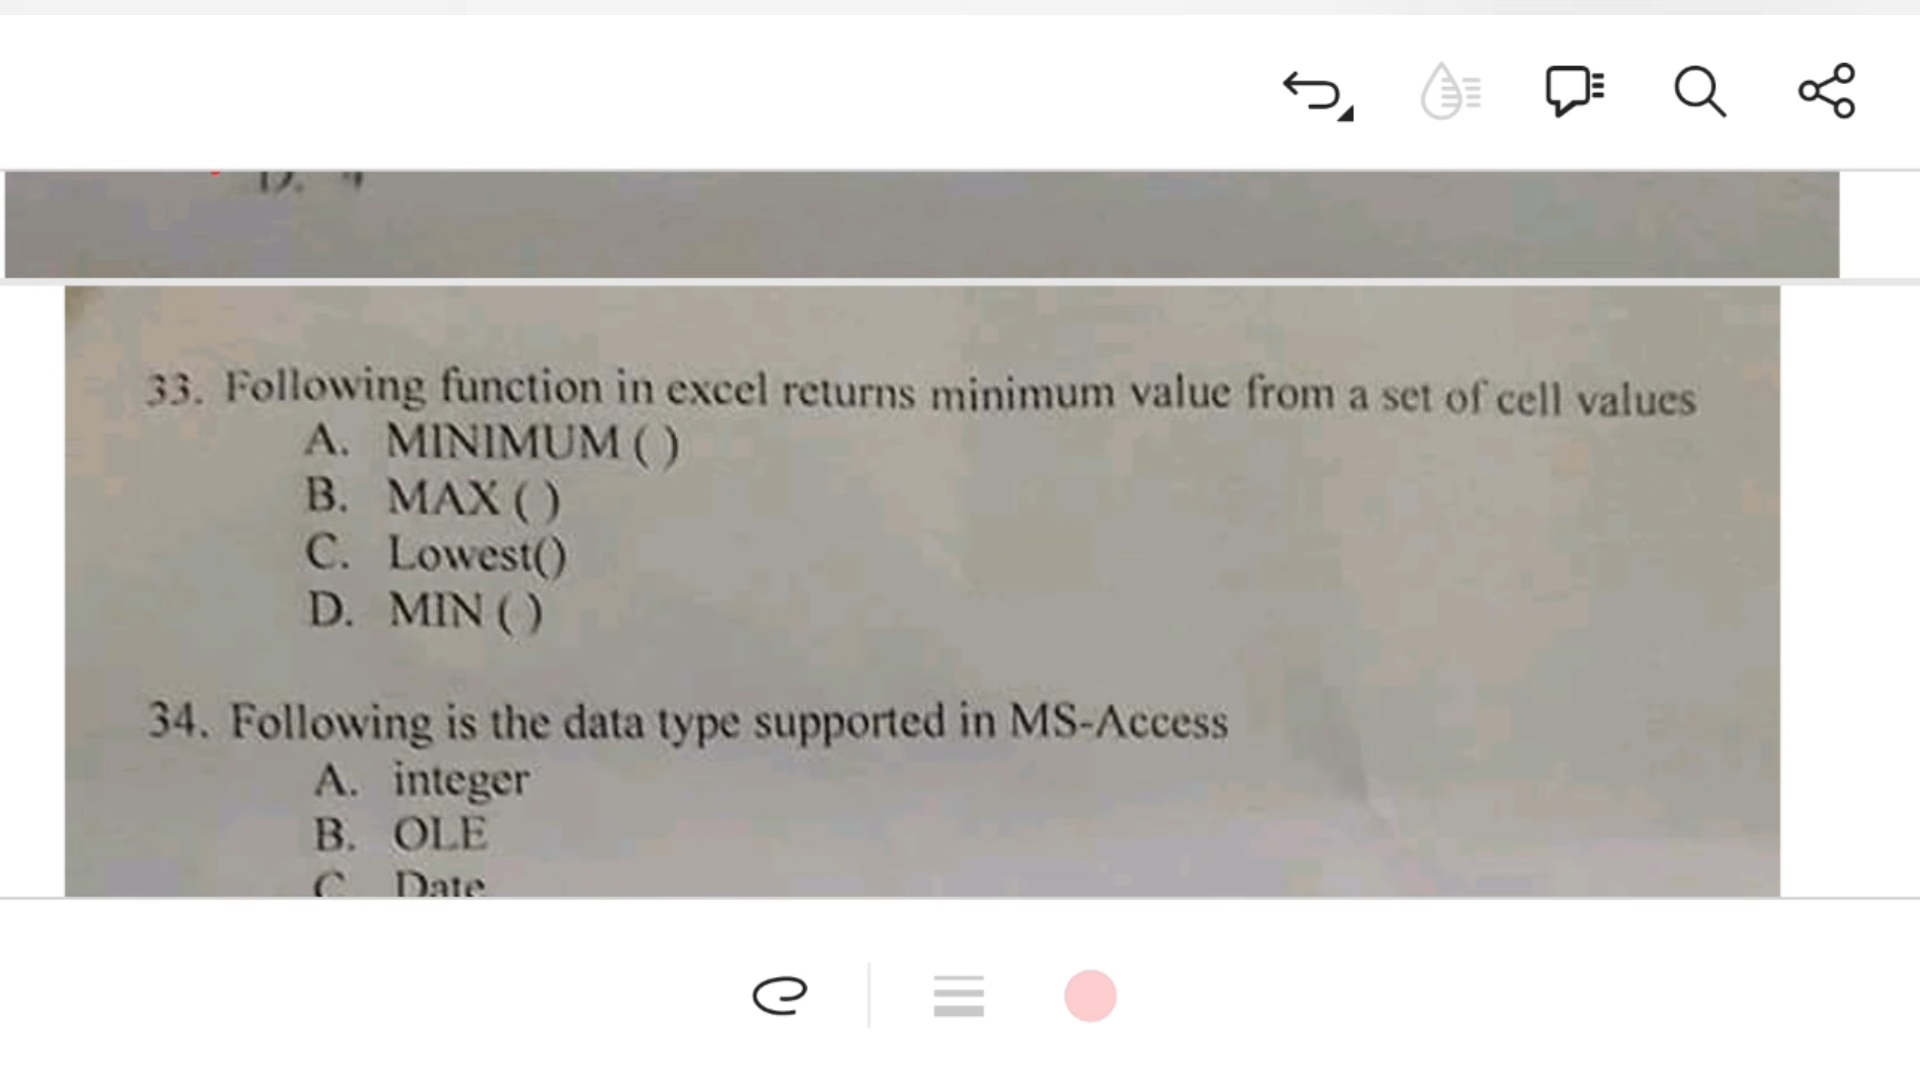 33. Following function in excel returns minimum value from a set of cell values
A. MINIMUM ( )
B. MAX ( )
C. Lowest()
D. MIN ( )
34. Following is the data type supported in MS-Access
A. integer
B. OLE
C Date